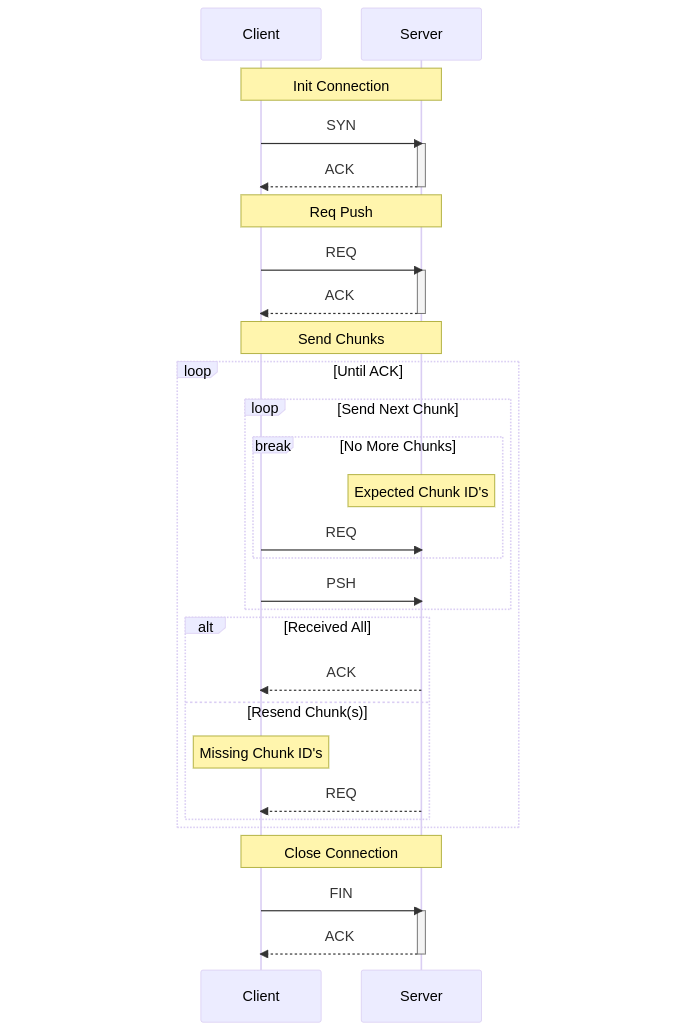 Client
Server
Init Connection
SYN
ACK
Req Push
REQ
ACK
Send Chunks
loop
[Until ACK]
loop
[Send Next Chunk]
break
[No More Chunks]
Expected Chunk ID's
REQ
PSH
alt
[Received All]
ACK
[Resend Chunk(s)]
Missing Chunk ID's
REQ
Close Connection
FIN
ACK
Client
Server